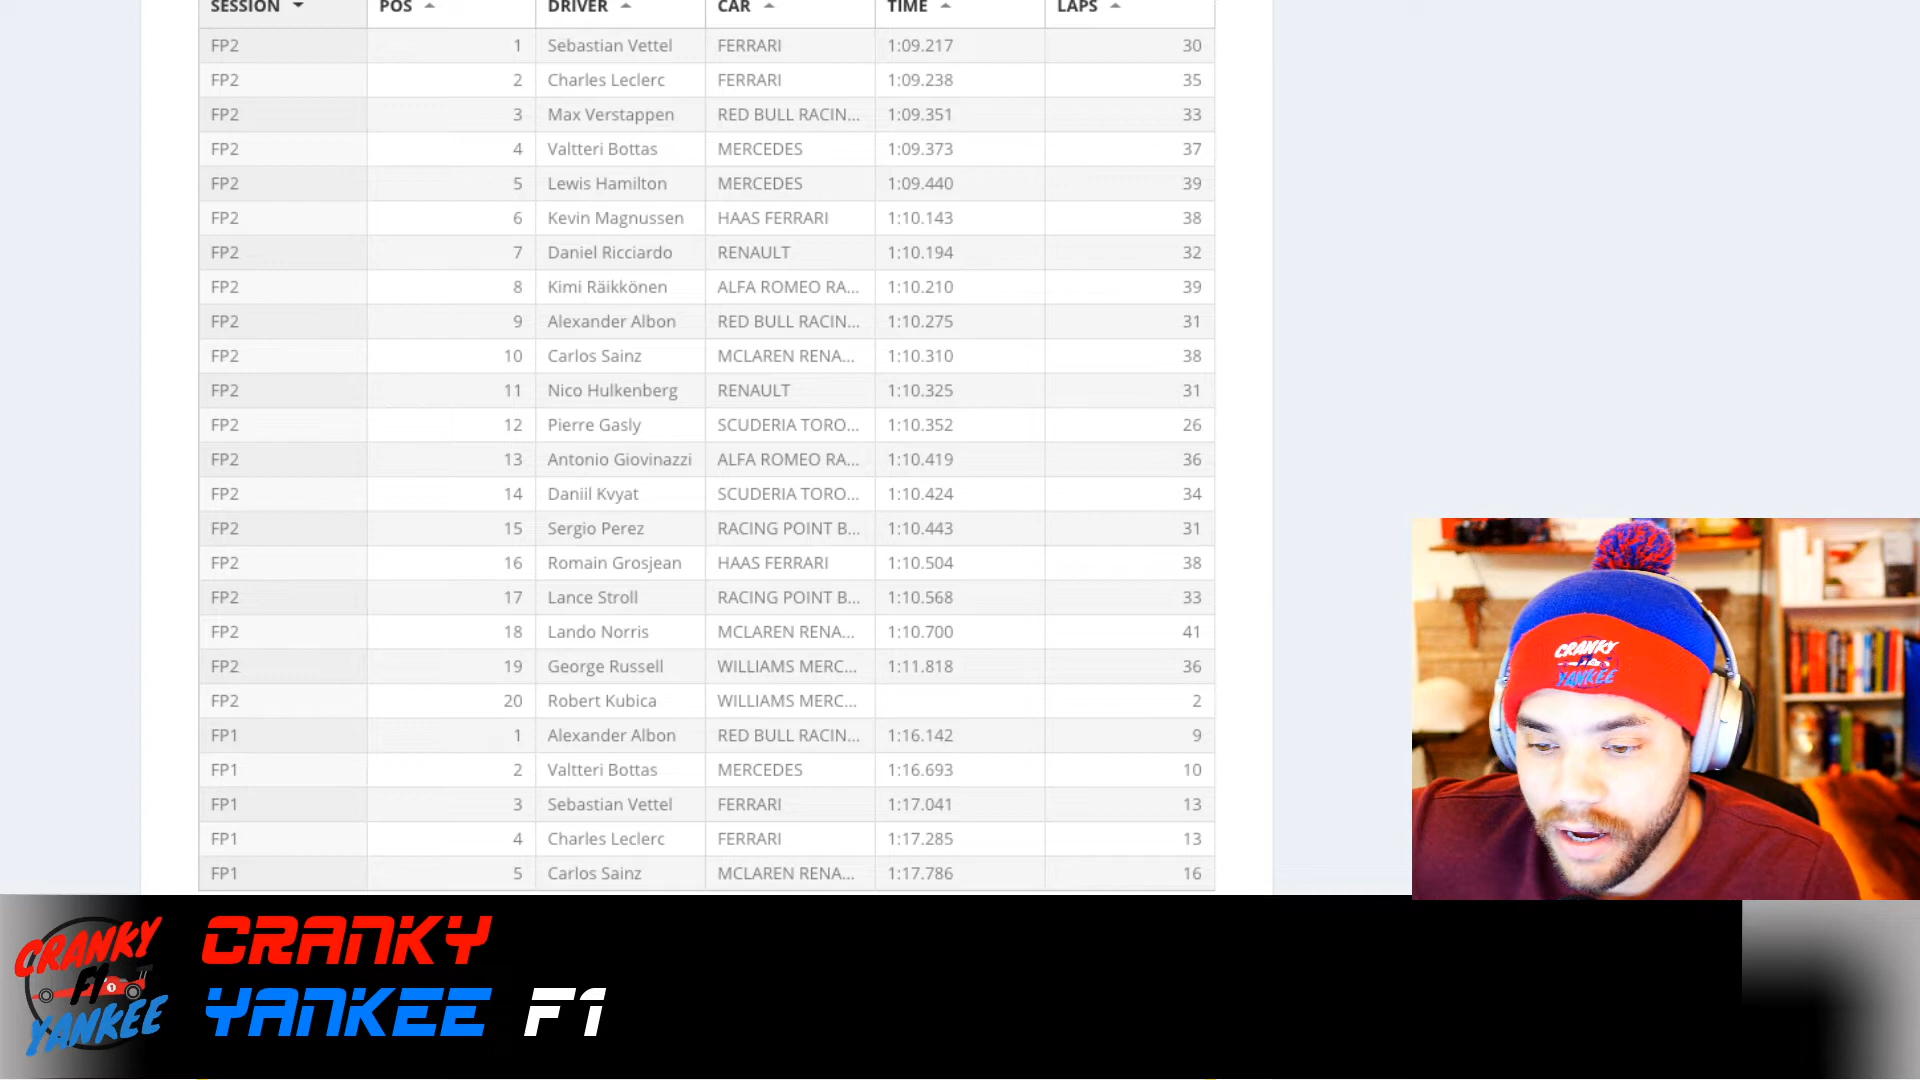 SESSION POS DRIVER CAR TIME LAPS
FP2 1 Sebastian Vettel FERRARI 1:09.217 30
FP2 2 Charles Leclerc FERRARI 1:09.238 35
FP2 3 Max Verstappen RED BULL RACIN... 1:09.351 33
FP2 4 Valtteri Bottas MERCEDES 1:09.373 37
FP2 5 Lewis Hamilton MERCEDES 1:09.440 39
FP2 6 Kevin Magnussen HAAS FERRARI 1:10.143 38
FP2 7 Daniel Ricciardo RENAULT 1:10.194 32
FP2 8 Kimi Räikkönen ALFA ROMEO RA... 1:10.210 39
FP2 9 Alexander Albon RED BULL RACIN... 1:10.275 31
FP2 10 Carlos Sainz MCLAREN RENA... 1:10.310 38
FP2 11 Nico Hulkenberg RENAULT 1:10.325 31
FP2 12 Pierre Gasly SCUDERIA TORO... 1:10.352 26
FP2 13 Antonio Giovinazzi ALFA ROMEO RA... 1:10.419 36
FP2 14 Daniil Kvyat SCUDERIA TORO... 1:10.424 34
FP2 15 Sergio Perez RACING POINT B... 1:10.443 31
FP2 16 Romain Grosjean HAAS FERRARI 1:10.504 38
FP2 17 Lance Stroll RACING POINT B... 1:10.568 33
FP2 18 Lando Norris MCLAREN RENA... 1:10.700 41
FP2 19 George Russell WILLIAMS MERC... 1:11.818 36
FP2 20 Robert Kubica WILLIAMS MERC... 2
FP1 1 Alexander Albon RED BULL RACIN... 1:16.142 9
FP1 2 Valtteri Bottas MERCEDES 1:16.693 10
FP1 3 Sebastian Vettel FERRARI 1:17.041 13
FP1 4 Charles Leclerc FERRARI 1:17.285 13
FP1 5 Carlos Sainz MCLAREN RENA... 1:17.786 16
CRANKY
YANKEE
CRANKY
F1
1
YANKEE
CRANKY
YANKEE F1